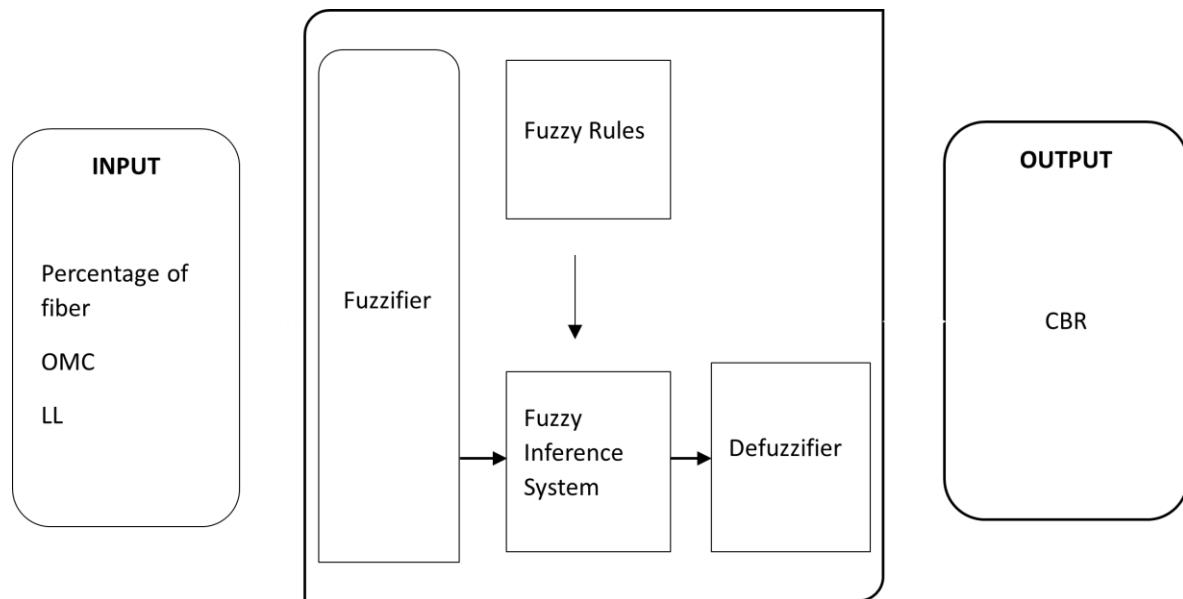 INPUT
Percentage of
fiber
OMC
LL
Fuzzifier
Fuzzy Rules
Fuzzy
Inference
System
Defuzzifier
OUTPUT
CBR